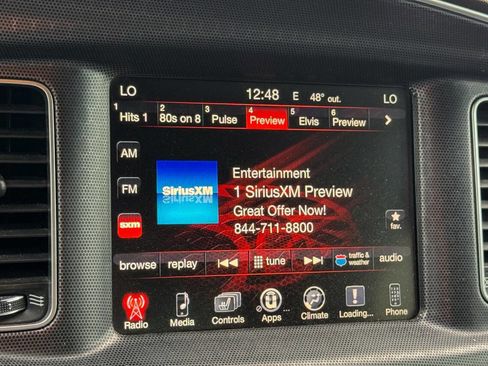 LO 12:48 E 48° out. LO
1 2 3 4 5 6
Hits 1 80s on 8 Pulse Preview Elvis Preview
AM
FM
sxm
SiriusXM
Entertainment
1 SiriusXM Preview
Great Offer Now!
844-711-8800
fav.
browse replay tune traffic & weather audio
Radio Media Controls Apps ... Climate Loading... Phone